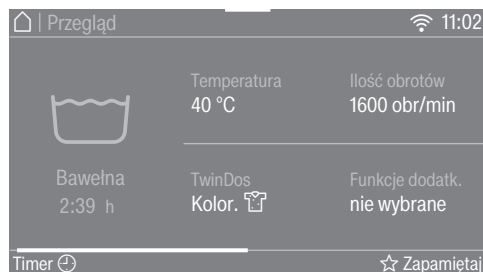 | Przegląd
11:02
Temperatura
40 °C
Ilość obrotów
1600 obr/min
Bawełna
2:39 h
TwinDos
Kolor.
Funkcje dodatk.
nie wybrane
Timer
Zapamiętaj